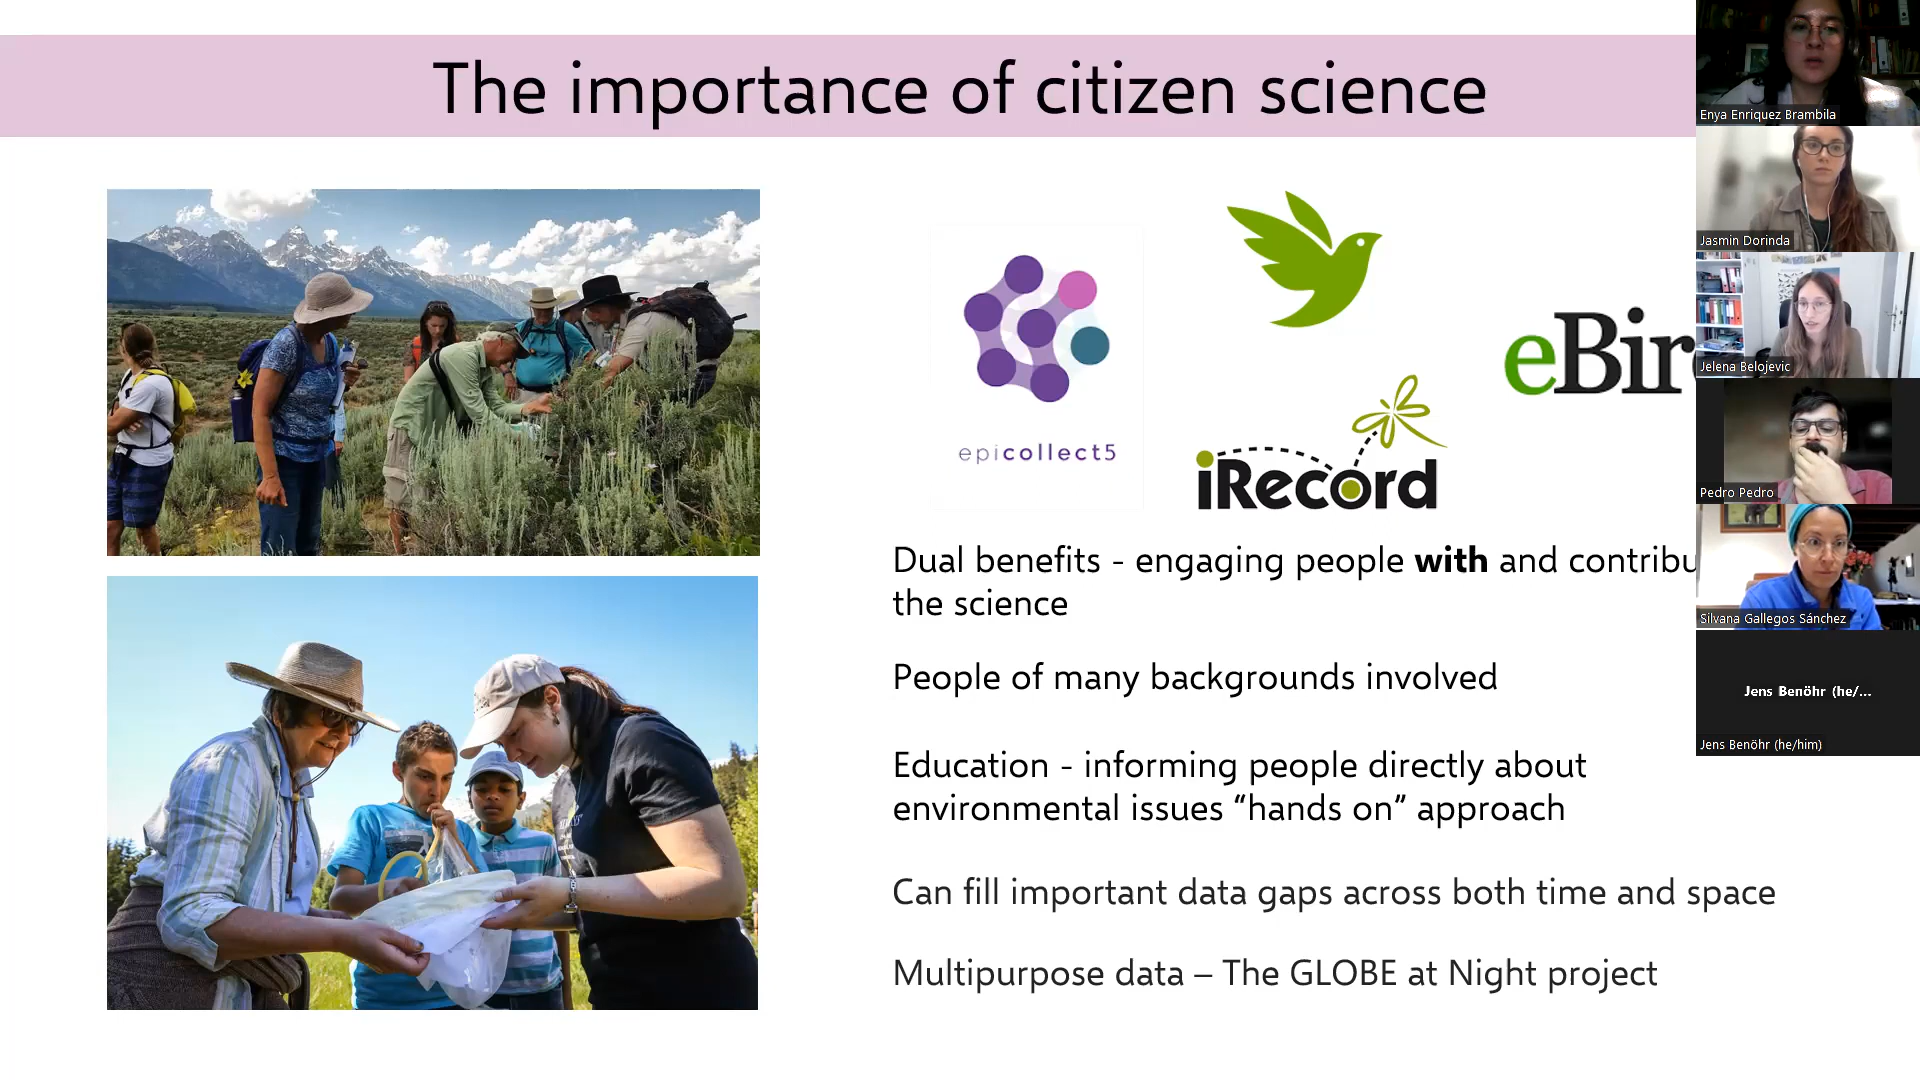 The importance of citizen science
epicollect5
iRecord
eBir
Dual benefits - engaging people with and contribu
the science
People of many backgrounds involved
Education - informing people directly about
environmental issues “hands on” approach
Can fill important data gaps across both time and space
Multipurpose data – The GLOBE at Night project
Enya Enriquez Brambila
Jasmin Dorinda
Jelena Belojevic
Pedro Pedro
Silvana Gallegos Sánchez
Jens Benöhr (he/...
Jens Benöhr (he/him)